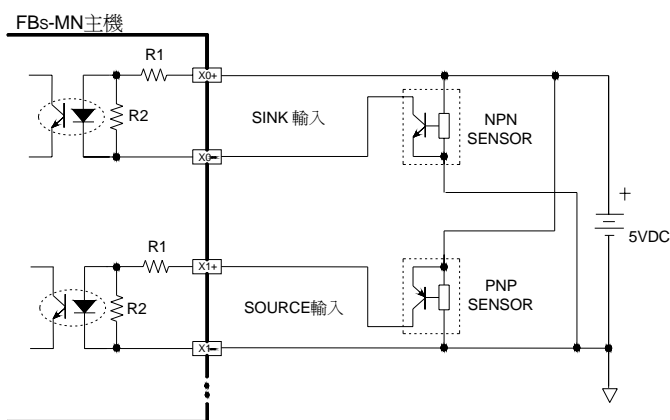 FBs-MN主機
R1
X0+
R2
SINK 輸入
NPN
SENSOR
X0-
+
5VDC
R1
X1+
R2
SOURCE輸入
PNP
SENSOR
X1-